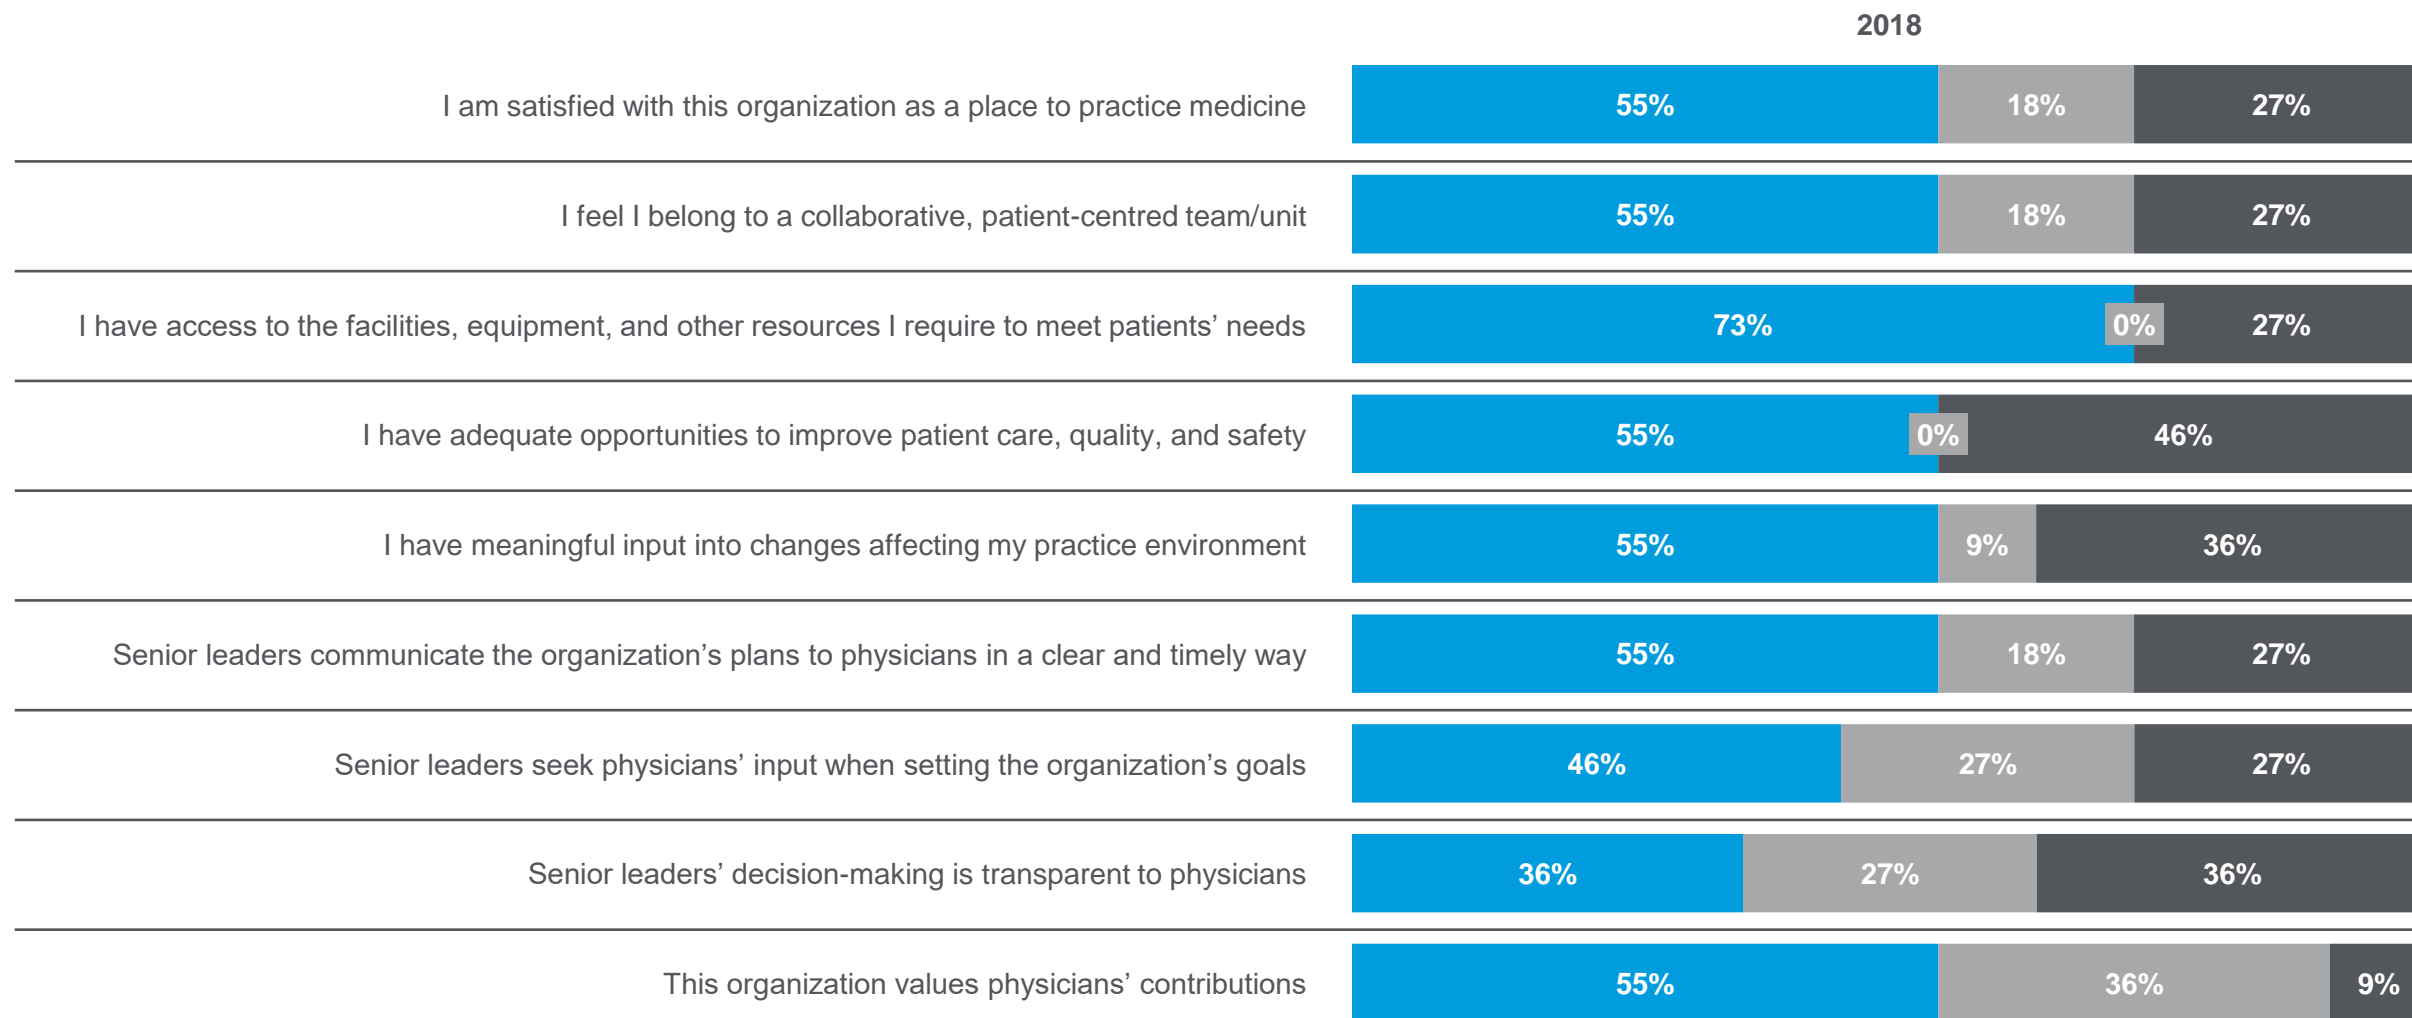 2018
I am satisfied with this organization as a place to practice medicine 55% 18% 27%
I feel I belong to a collaborative, patient-centred team/unit 55% 18% 27%
I have access to the facilities, equipment, and other resources I require to meet patients’ needs 73% 0% 27%
I have adequate opportunities to improve patient care, quality, and safety 55% 0% 46%
I have meaningful input into changes affecting my practice environment 55% 9% 36%
Senior leaders communicate the organization’s plans to physicians in a clear and timely way 55% 18% 27%
Senior leaders seek physicians’ input when setting the organization’s goals 46% 27% 27%
Senior leaders’ decision-making is transparent to physicians 36% 27% 36%
This organization values physicians’ contributions 55% 36% 9%